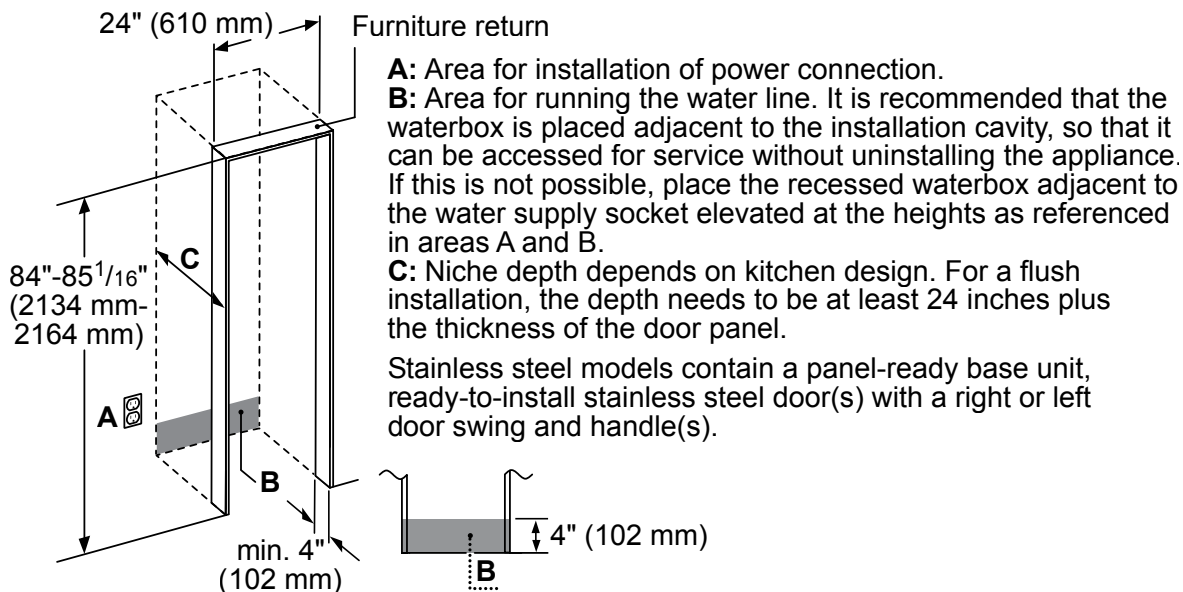 24" (610 mm)
Furniture return
A: Area for installation of power connection.
B: Area for running the water line. It is recommended that the
waterbox is placed adjacent to the installation cavity, so that it
can be accessed for service without uninstalling the appliance.
If this is not possible, place the recessed waterbox adjacent to
the water supply socket elevated at the heights as referenced
in areas A and B.
C: Niche depth depends on kitchen design. For a flush
installation, the depth needs to be at least 24 inches plus
the thickness of the door panel.
Stainless steel models contain a panel-ready base unit,
ready-to-install stainless steel door(s) with a right or left
door swing and handle(s).
C
84"-85 1/16"
(2134 mm-
2164 mm)
A
B
min. 4"
(102 mm)
4" (102 mm)
B